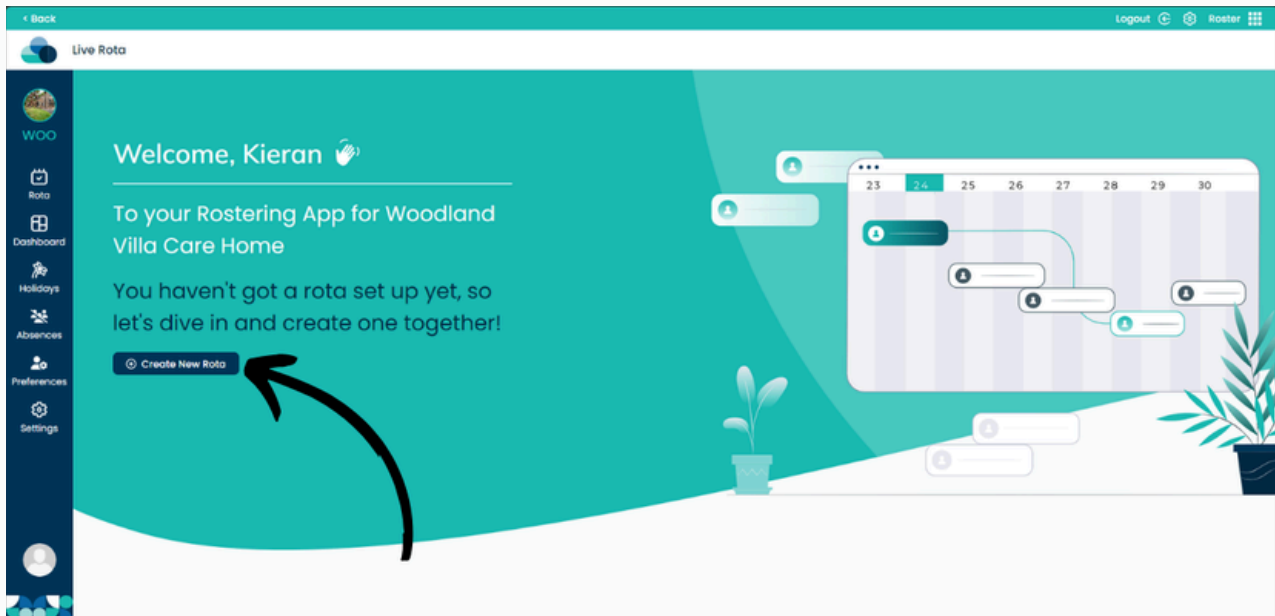 < Back
Logout
Roster
Live Rota
WOO
Rota
Dashboard
Holidays
Absences
Preferences
Settings
Welcome, Kieran
To your Rostering App for Woodland
Villa Care Home
You haven't got a rota set up yet, so
let's dive in and create one together!
Create New Rota
23 24 25 26 27 28 29 30